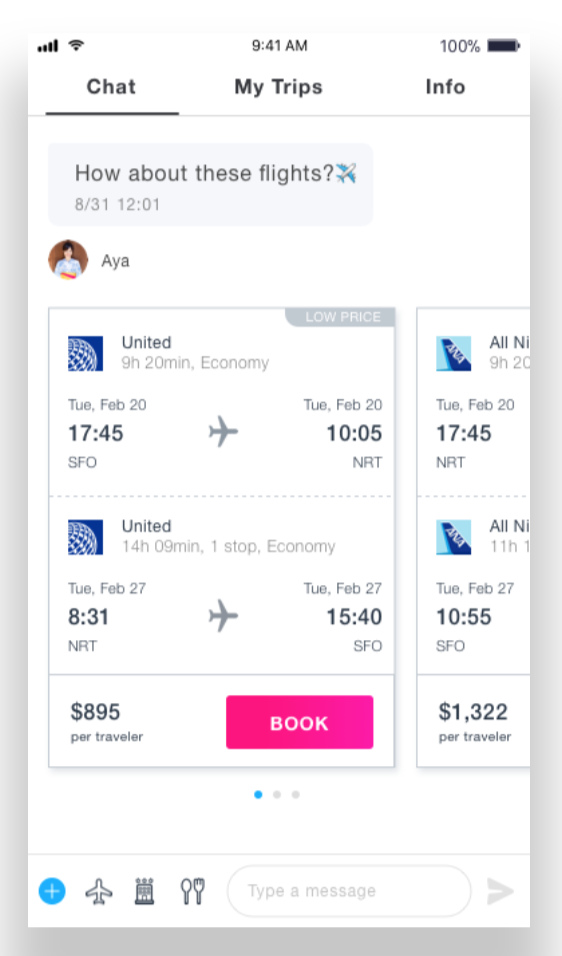 9:41 AM
100%
Chat
My Trips
Info
How about these flights?✈️
8/31 12:01
Aya
LOW PRICE
United
9h 20min, Economy
Tue, Feb 20
Tue, Feb 20
17:45
10:05
SFO
NRT
United
14h 09min, 1 stop, Economy
Tue, Feb 27
Tue, Feb 27
8:31
15:40
NRT
SFO
$895
per traveler
BOOK
ANA
All Ni
9h 20
Tue, Feb 20
17:45
NRT
ANA
All Ni
11h 1
Tue, Feb 27
10:55
SFO
$1,322
per traveler
Type a message